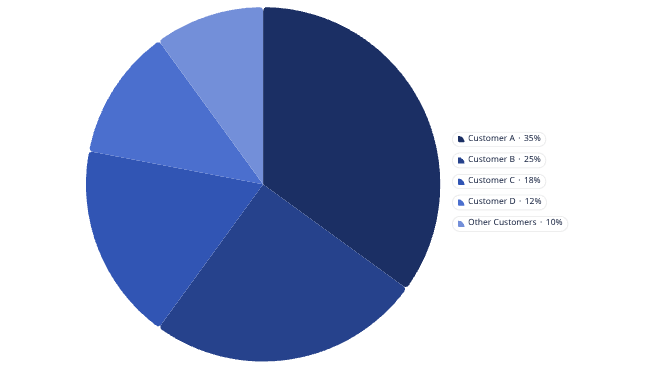 Customer A · 35%
Customer B · 25%
Customer C · 18%
Customer D · 12%
Other Customers · 10%